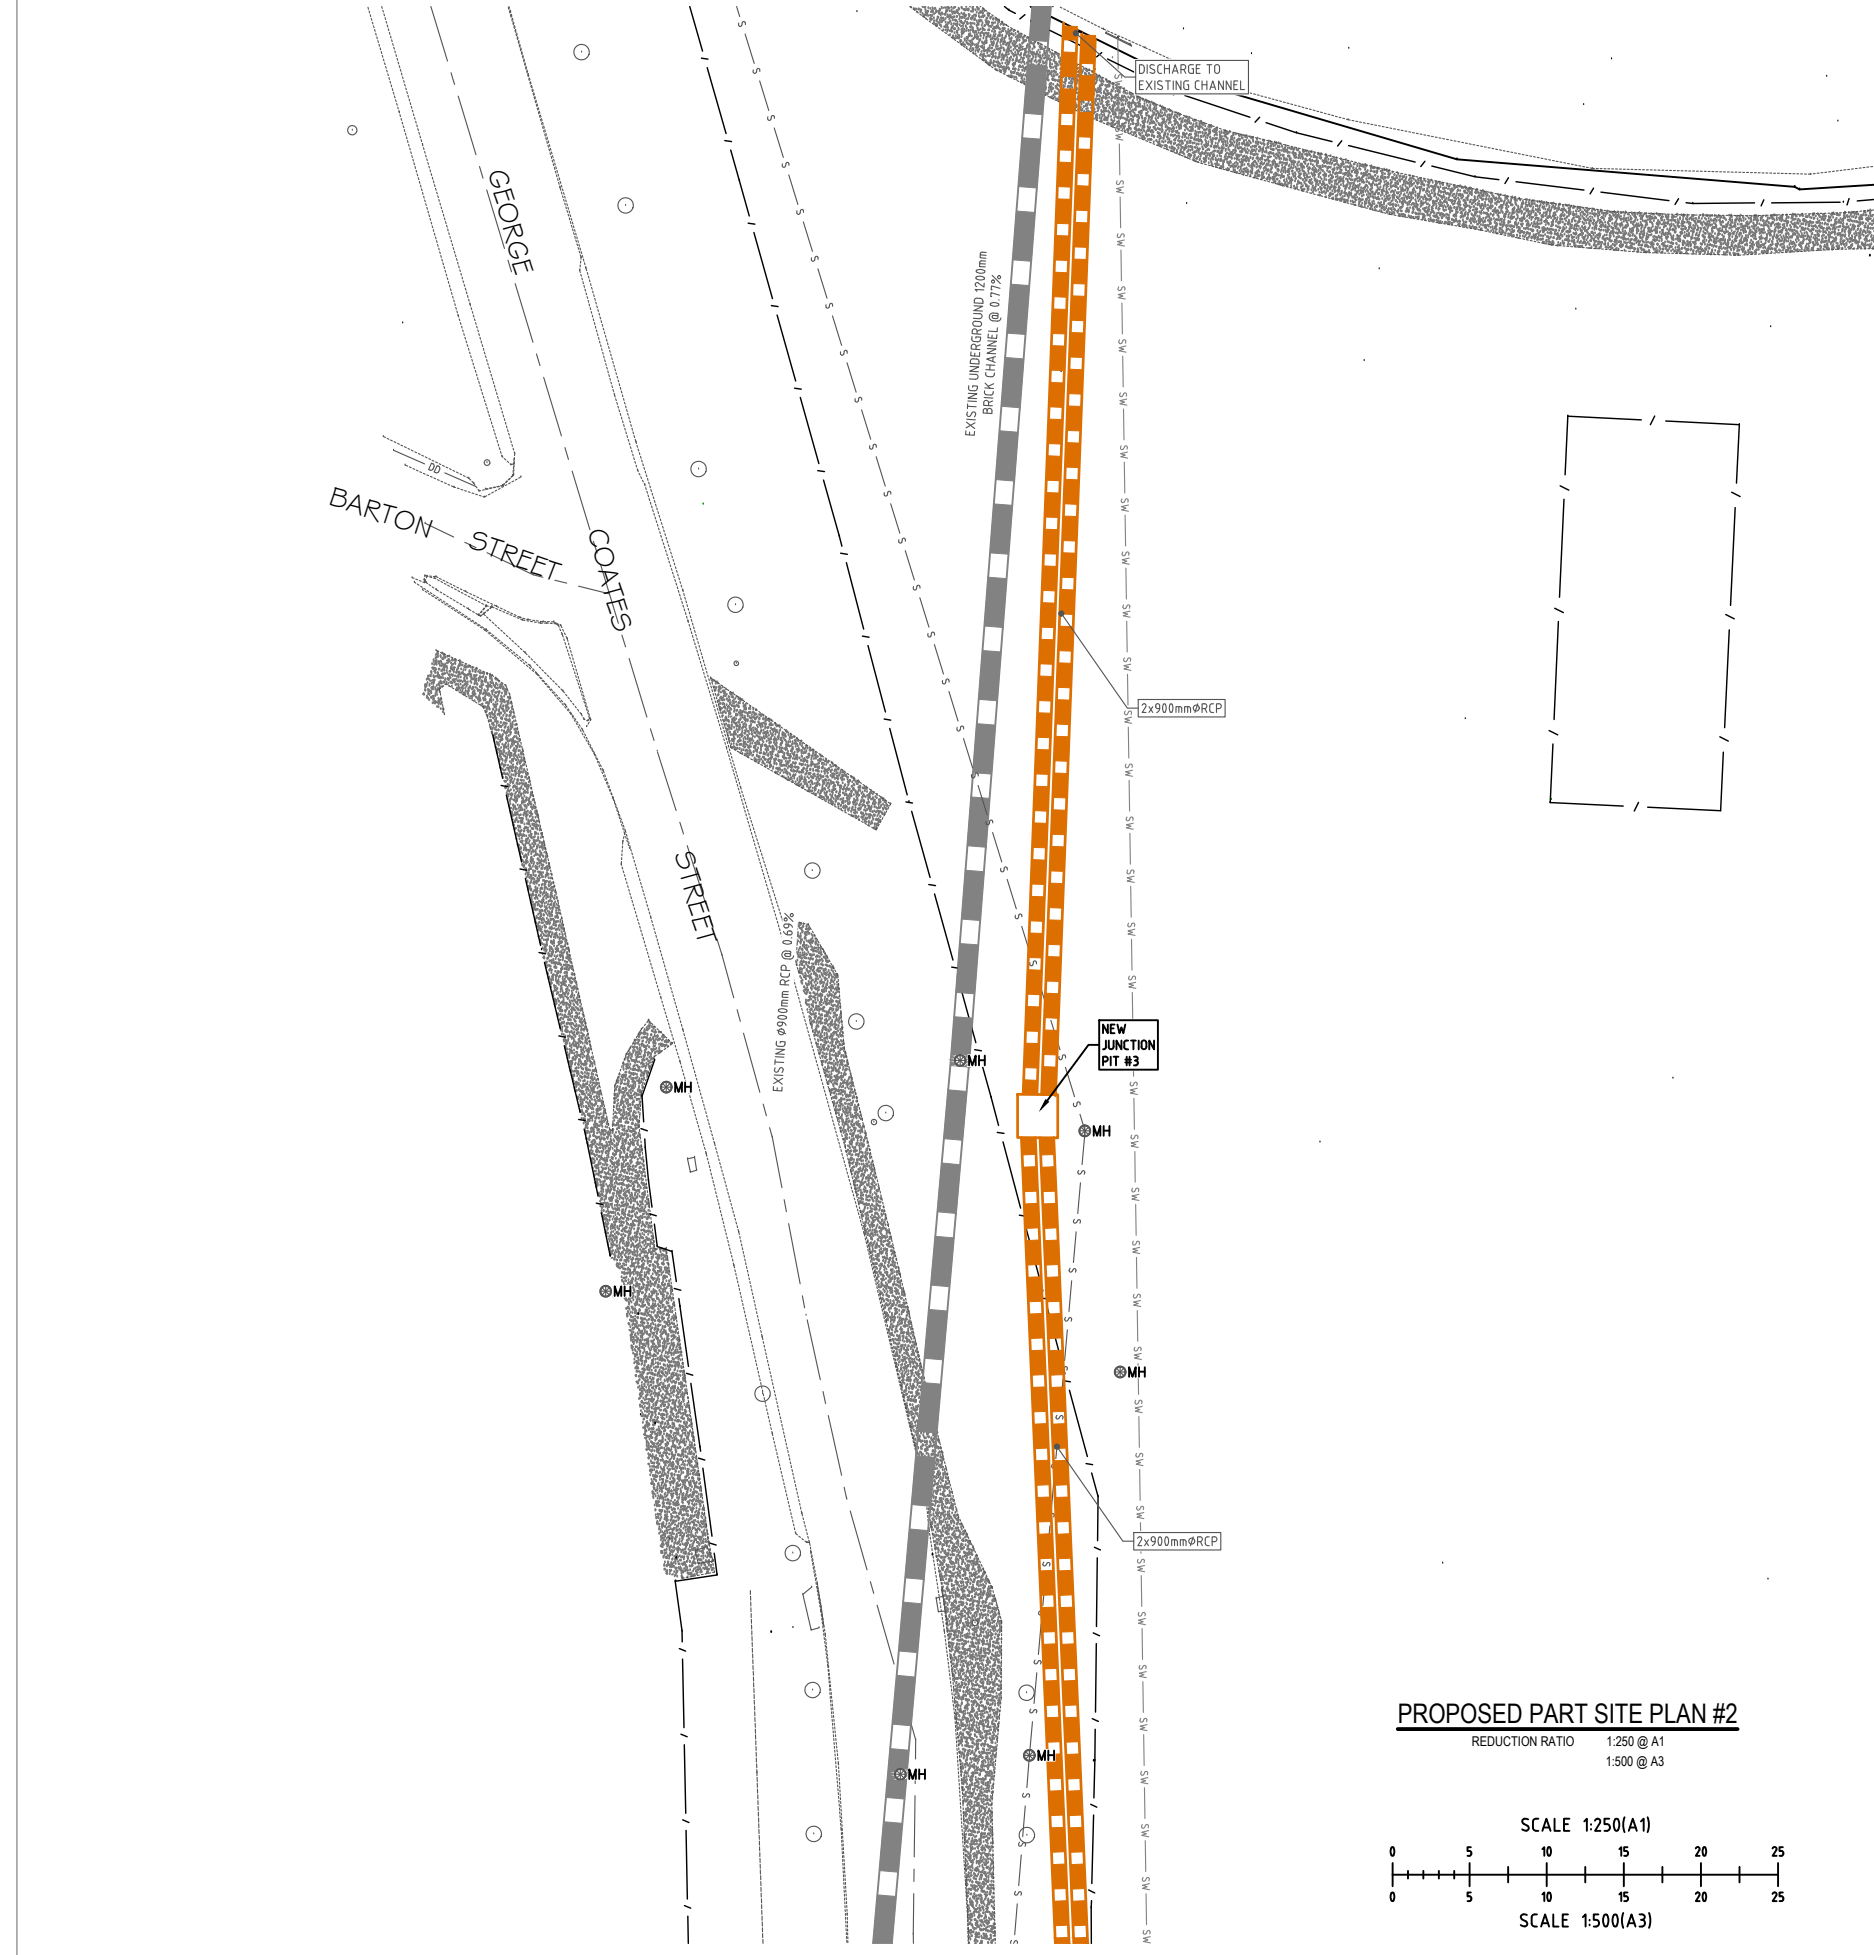 DISCHARGE TO
EXISTING CHANNEL
GEORGE
COATES
STREET
BARTON STREET
DD
EXISTING UNDERGROUND 1200mm
BRICK CHANNEL @ 0.77%
2x900mmØRCP
EXISTING Ø900mm RCP @ 0.69%
NEW
JUNCTION
PIT #3
MH
MH
MH
MH
MH
2x900mmØRCP
MH
MH
PROPOSED PART SITE PLAN #2
REDUCTION RATIO 1:250 @ A1
1:500 @ A3
SCALE 1:250(A1)
0 5 10 15 20 25
0 5 10 15 20 25
SCALE 1:500(A3)